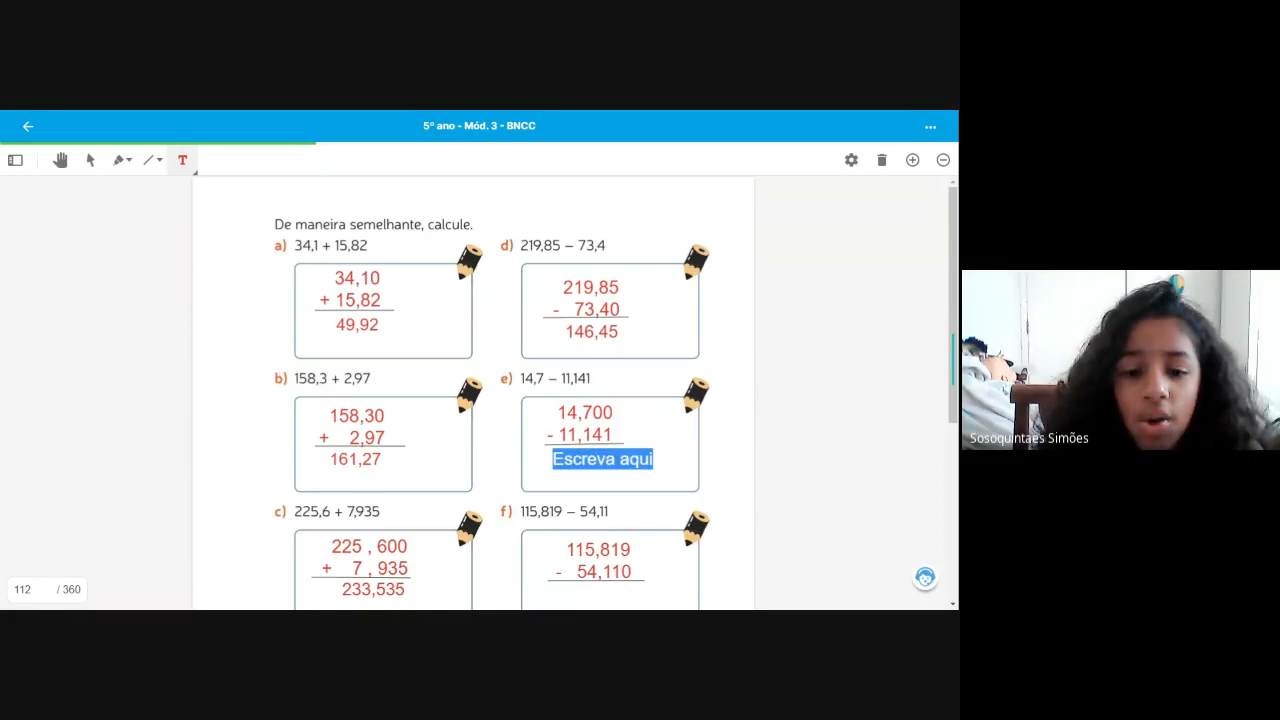 5º ano - Mód. 3 - BNCC
T
De maneira semelhante, calcule.
a) 34,1 + 15,82
34,10
+ 15,82
49,92
b) 158,3 + 2,97
158,30
+ 2,97
161,27
c) 225,6 + 7,935
225 , 600
+ 7 , 935
233,535
d) 219,85 – 73,4
219,85
- 73,40
146,45
e) 14,7 – 11,141
14,700
- 11,141
Escreva aqui
f) 115,819 – 54,11
115,819
- 54,110
112 / 360
Sosoquintaes Simões